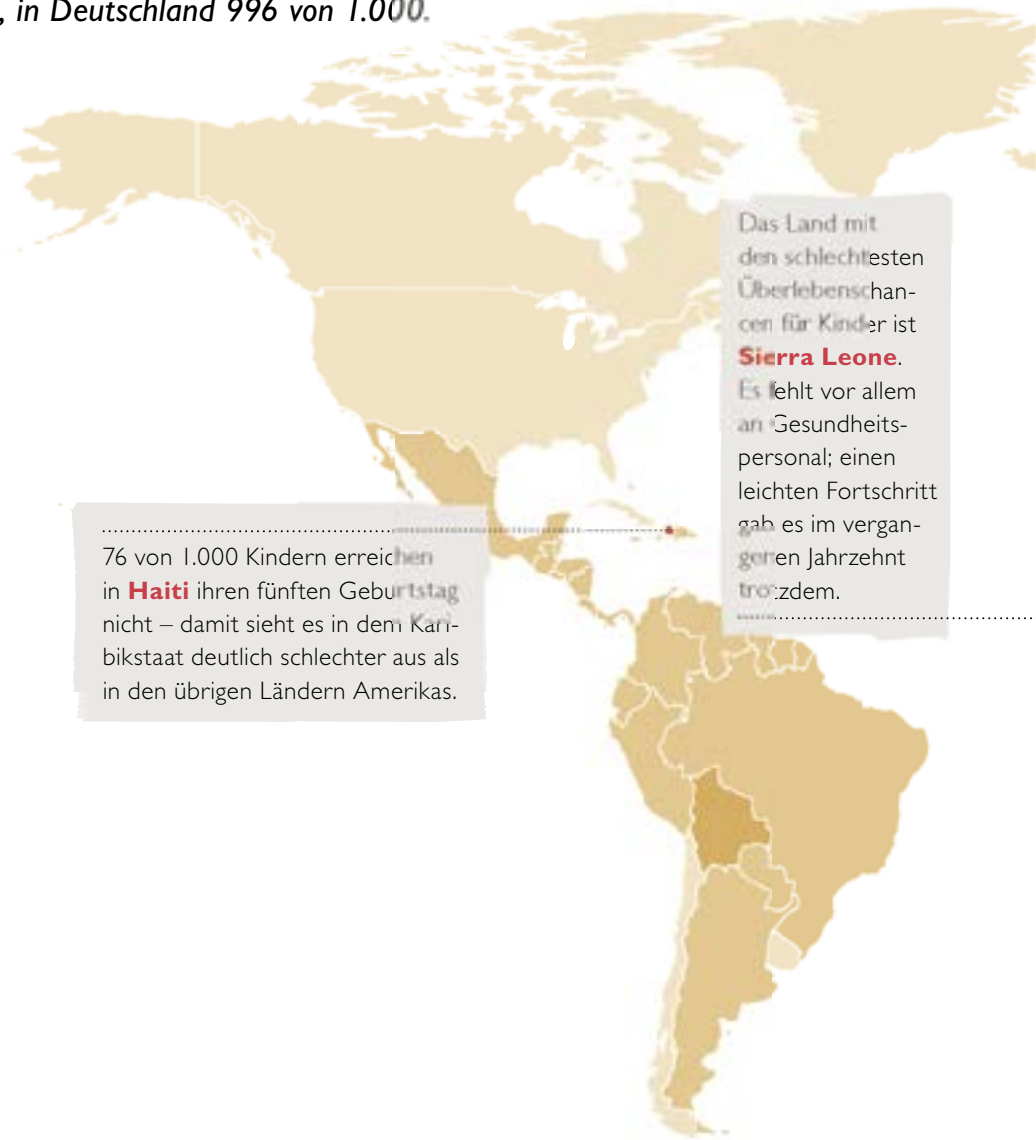 , in Deutschland 996 von 1.000.
Das Land mit
den schlechtesten
Überlebenschan-
cen für Kinder ist
Sierra Leone.
Es fehlt vor allem
an Gesundheits-
personal; einen
leichten Fortschritt
gab es im vergan-
genen Jahrzehnt
trotzdem.
76 von 1.000 Kindern erreichen
in Haiti ihren fünften Geburtstag
nicht – damit sieht es in dem Kari-
bikstaat deutlich schlechter aus als
in den übrigen Ländern Amerikas.